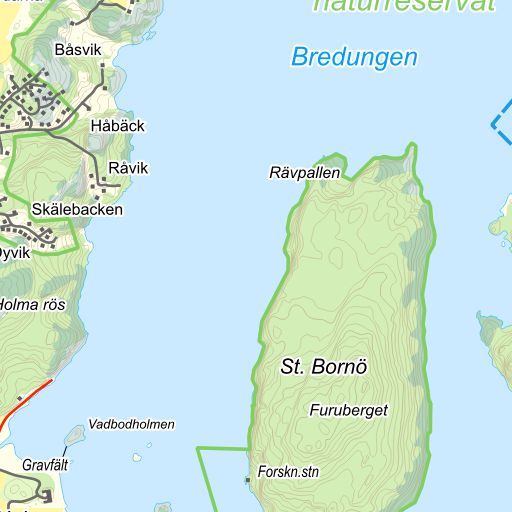 naturreservat
Båsvik
Bredungen
Håbäck
Råvik
Rävpallen
Skälebacken
Dyvik
Holma rös
St. Bornö
Furuberget
Vadbodholmen
Gravfält
Forskn.stn